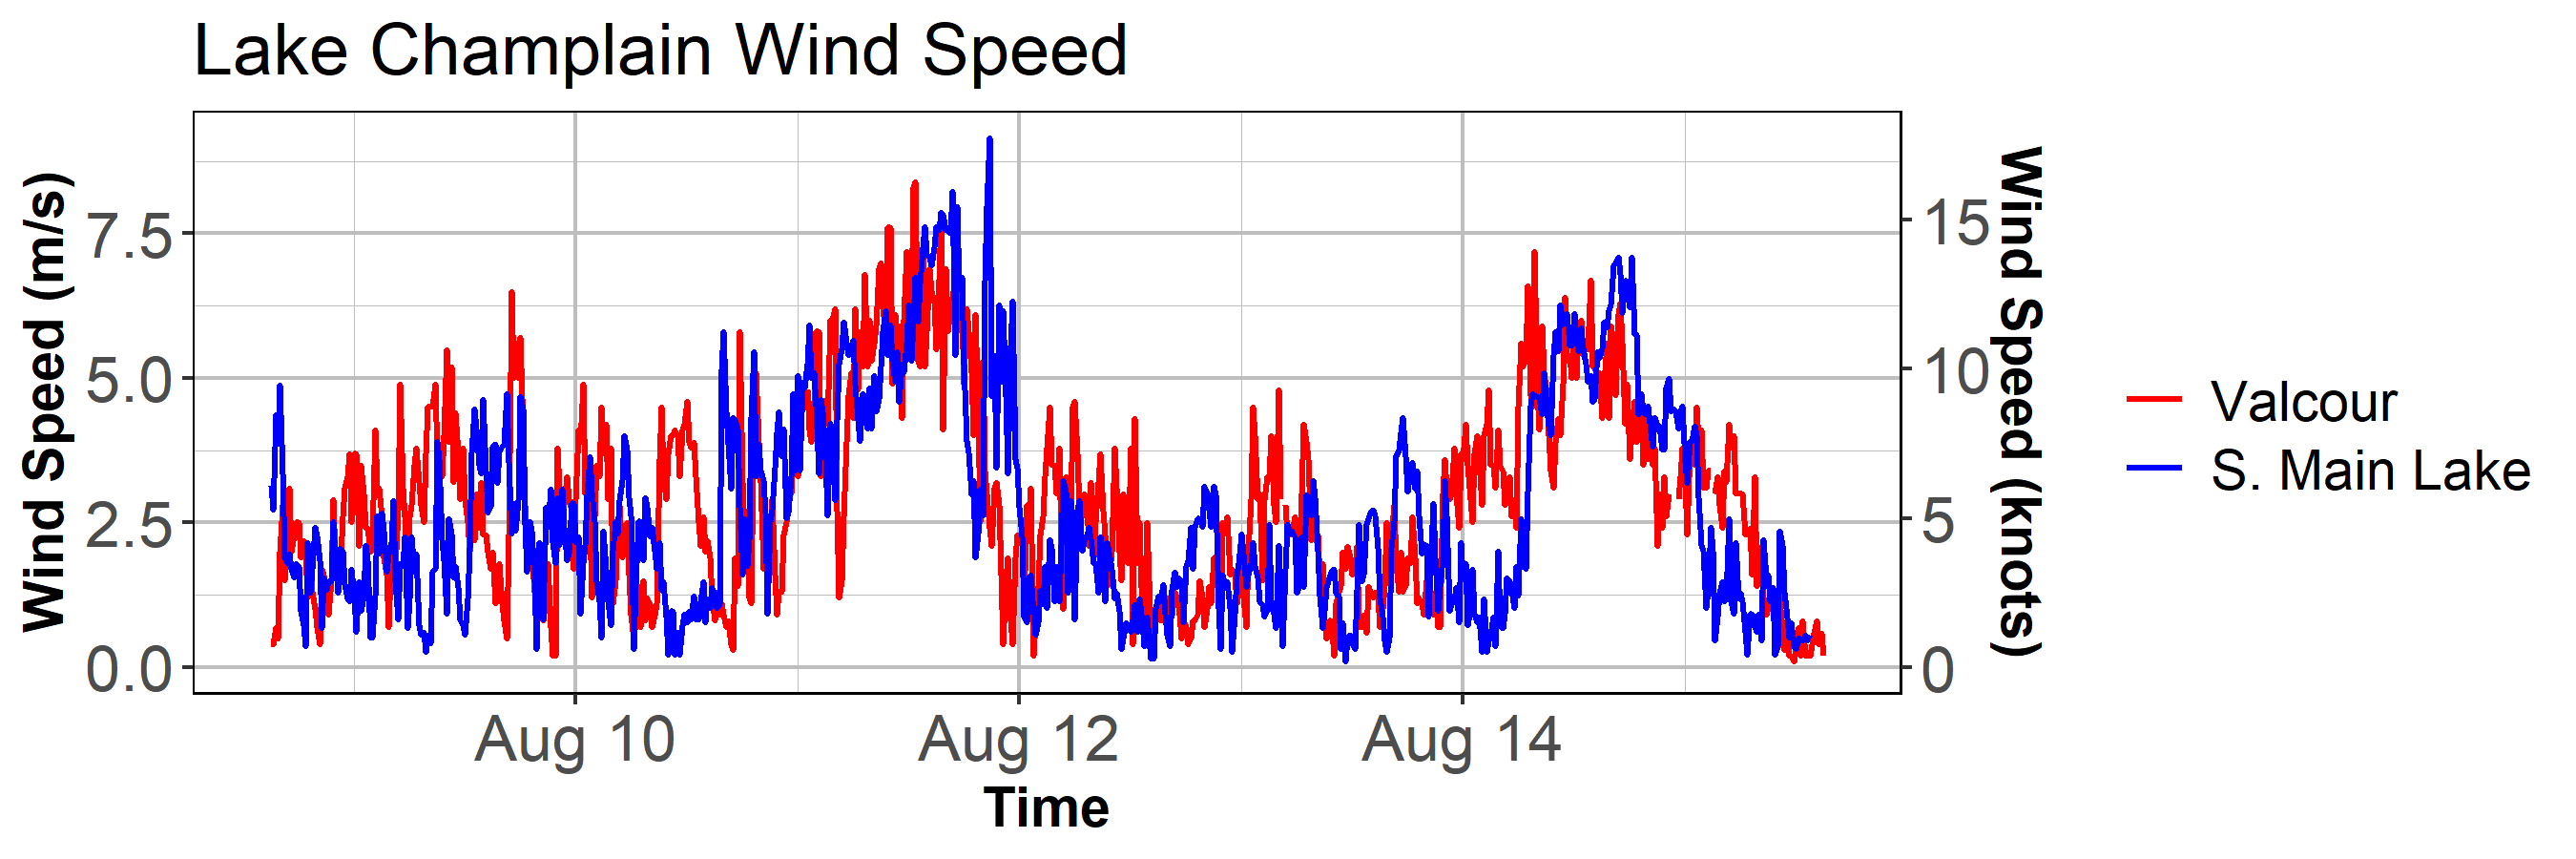 Lake Champlain Wind Speed
Wind Speed (m/s)
7.5
5.0
2.5
0.0
15
10
5
0
Wind Speed (knots)
Valcour
S. Main Lake
Aug 10
Aug 12
Aug 14
Time